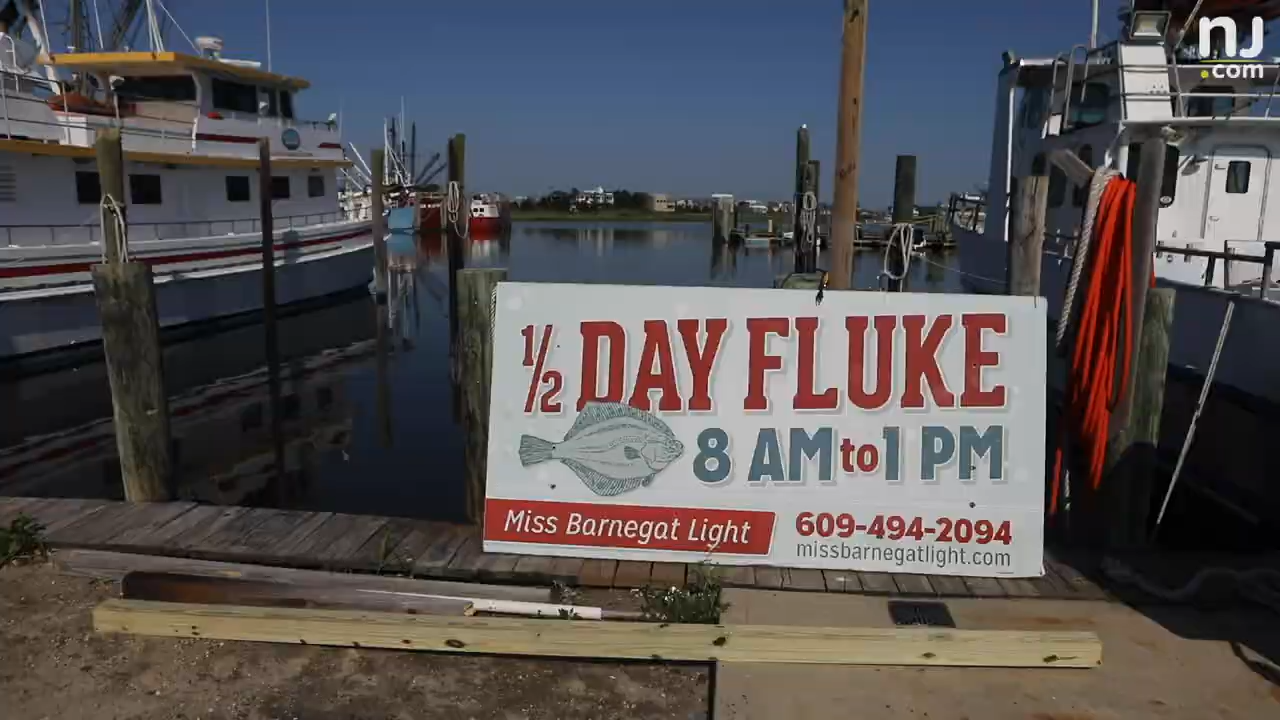 nj
.com
½ DAY FLUKE
8 AM to 1 PM
Miss Barnegat Light
609-494-2094
missbarnegatlight.com